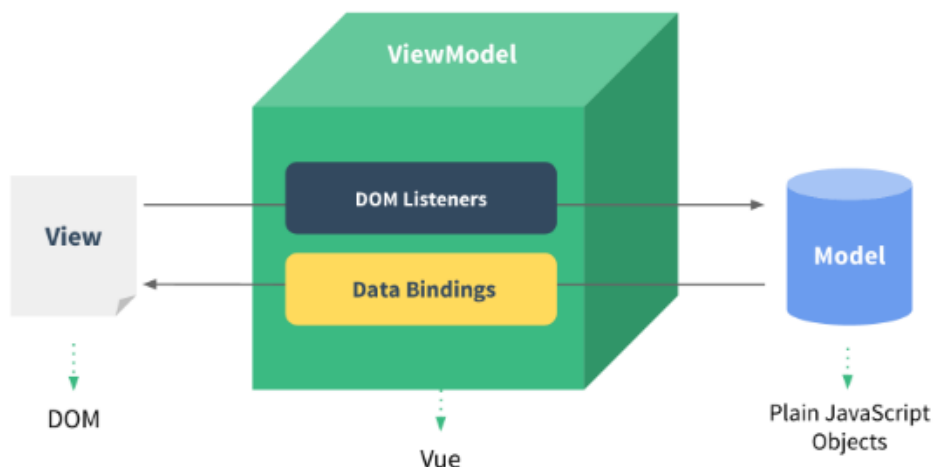 ViewModel
DOM Listeners
View
Data Bindings
Model
DOM
Vue
Plain JavaScript
Objects